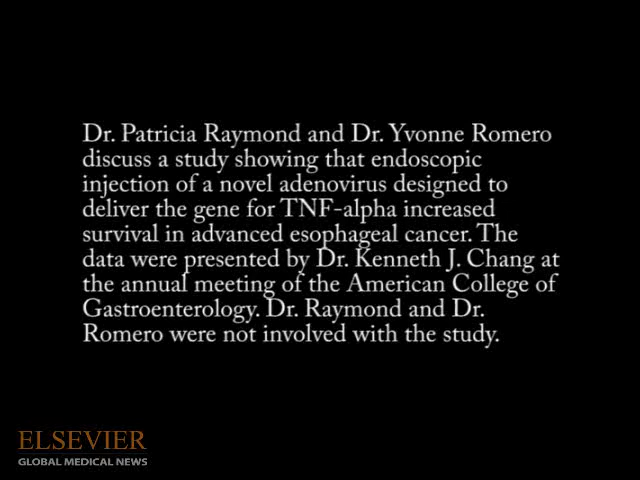 Dr. Patricia Raymond and Dr. Yvonne Romero
discuss a study showing that endoscopic
injection of a novel adenovirus designed to
deliver the gene for TNF-alpha increased
survival in advanced esophageal cancer. The
data were presented by Dr. Kenneth J. Chang at
the annual meeting of the American College of
Gastroenterology. Dr. Raymond and Dr.
Romero were not involved with the study.
ELSEVIER
GLOBAL MEDICAL NEWS